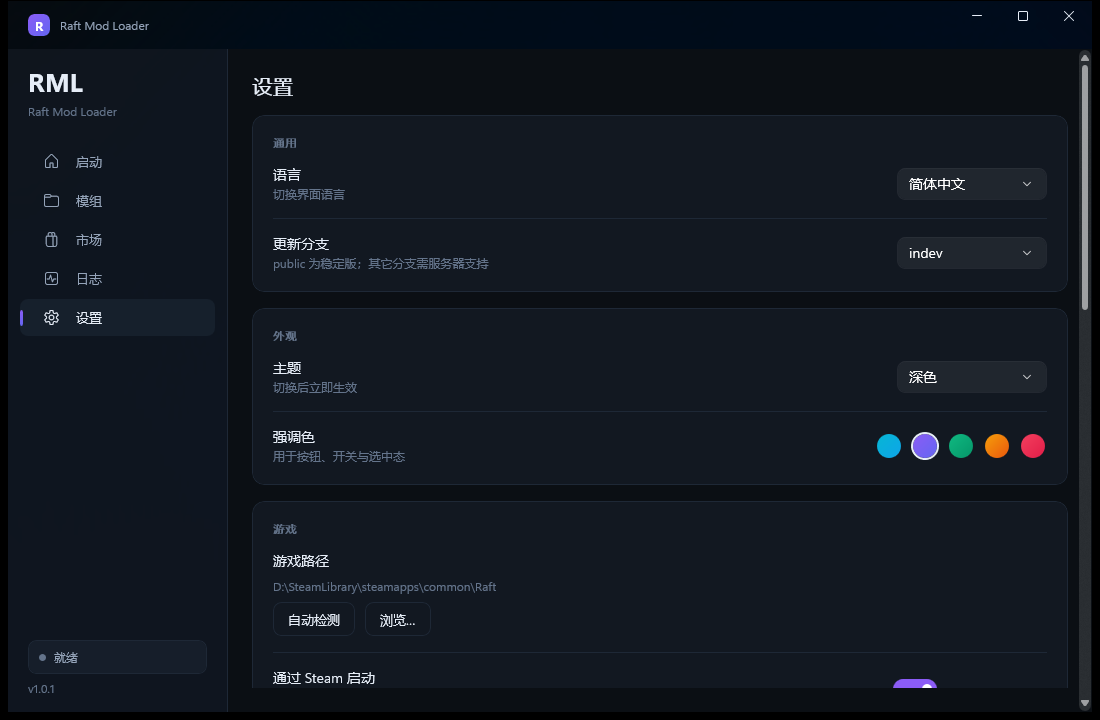 R Raft Mod Loader
RML
Raft Mod Loader
启动
模组
市场
日志
设置
就绪
v1.0.1
设置
通用
语言
切换界面语言
简体中文
更新分支
public 为稳定版；其它分支需服务器支持
indev
外观
主题
切换后立即生效
深色
强调色
用于按钮、开关与选中态
游戏
游戏路径
D:\SteamLibrary\steamapps\common\Raft
自动检测
浏览...
通过 Steam 启动